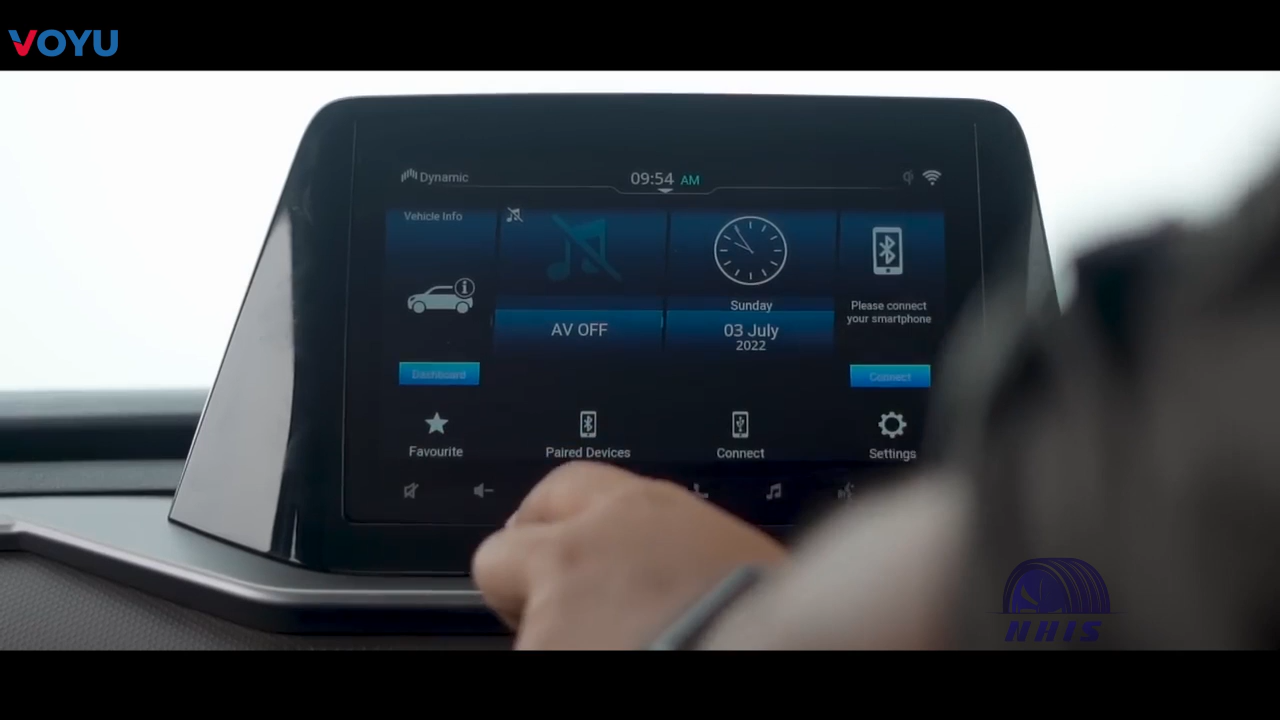 VOYU
Dynamic
09:54 AM
Vehicle Info
Sunday
Please connect
your smartphone
AV OFF
03 July
2022
Dashboard
Connect
Favourite
Paired Devices
Connect
Settings
NHIS